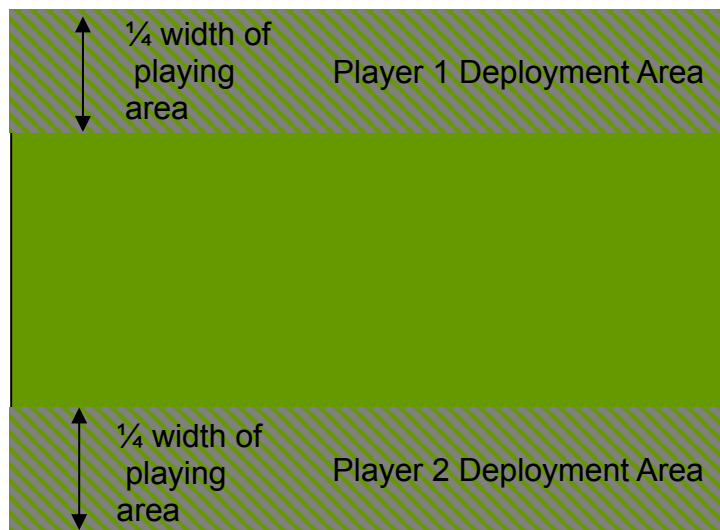 ¼ width of
playing
area
Player 1 Deployment Area
¼ width of
playing
area
Player 2 Deployment Area